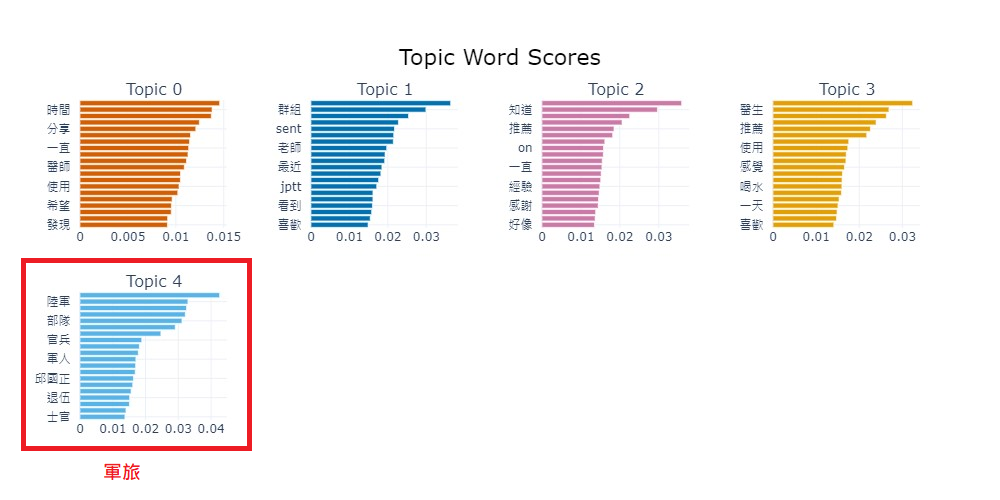 Topic Word Scores
Topic 0
時間
分享
一直
醫師
使用
希望
發現
0 0.005 0.01 0.015
Topic 1
群組
sent
老師
最近
jptt
看到
喜歡
0 0.01 0.02 0.03
Topic 2
知道
推薦
on
一直
經驗
感謝
好像
0 0.01 0.02 0.03
Topic 3
醫生
推薦
使用
感覺
喝水
一天
喜歡
0 0.01 0.02 0.03
Topic 4
陸軍
部隊
官兵
軍人
邱國正
退伍
士官
0 0.01 0.02 0.03 0.04
軍旅